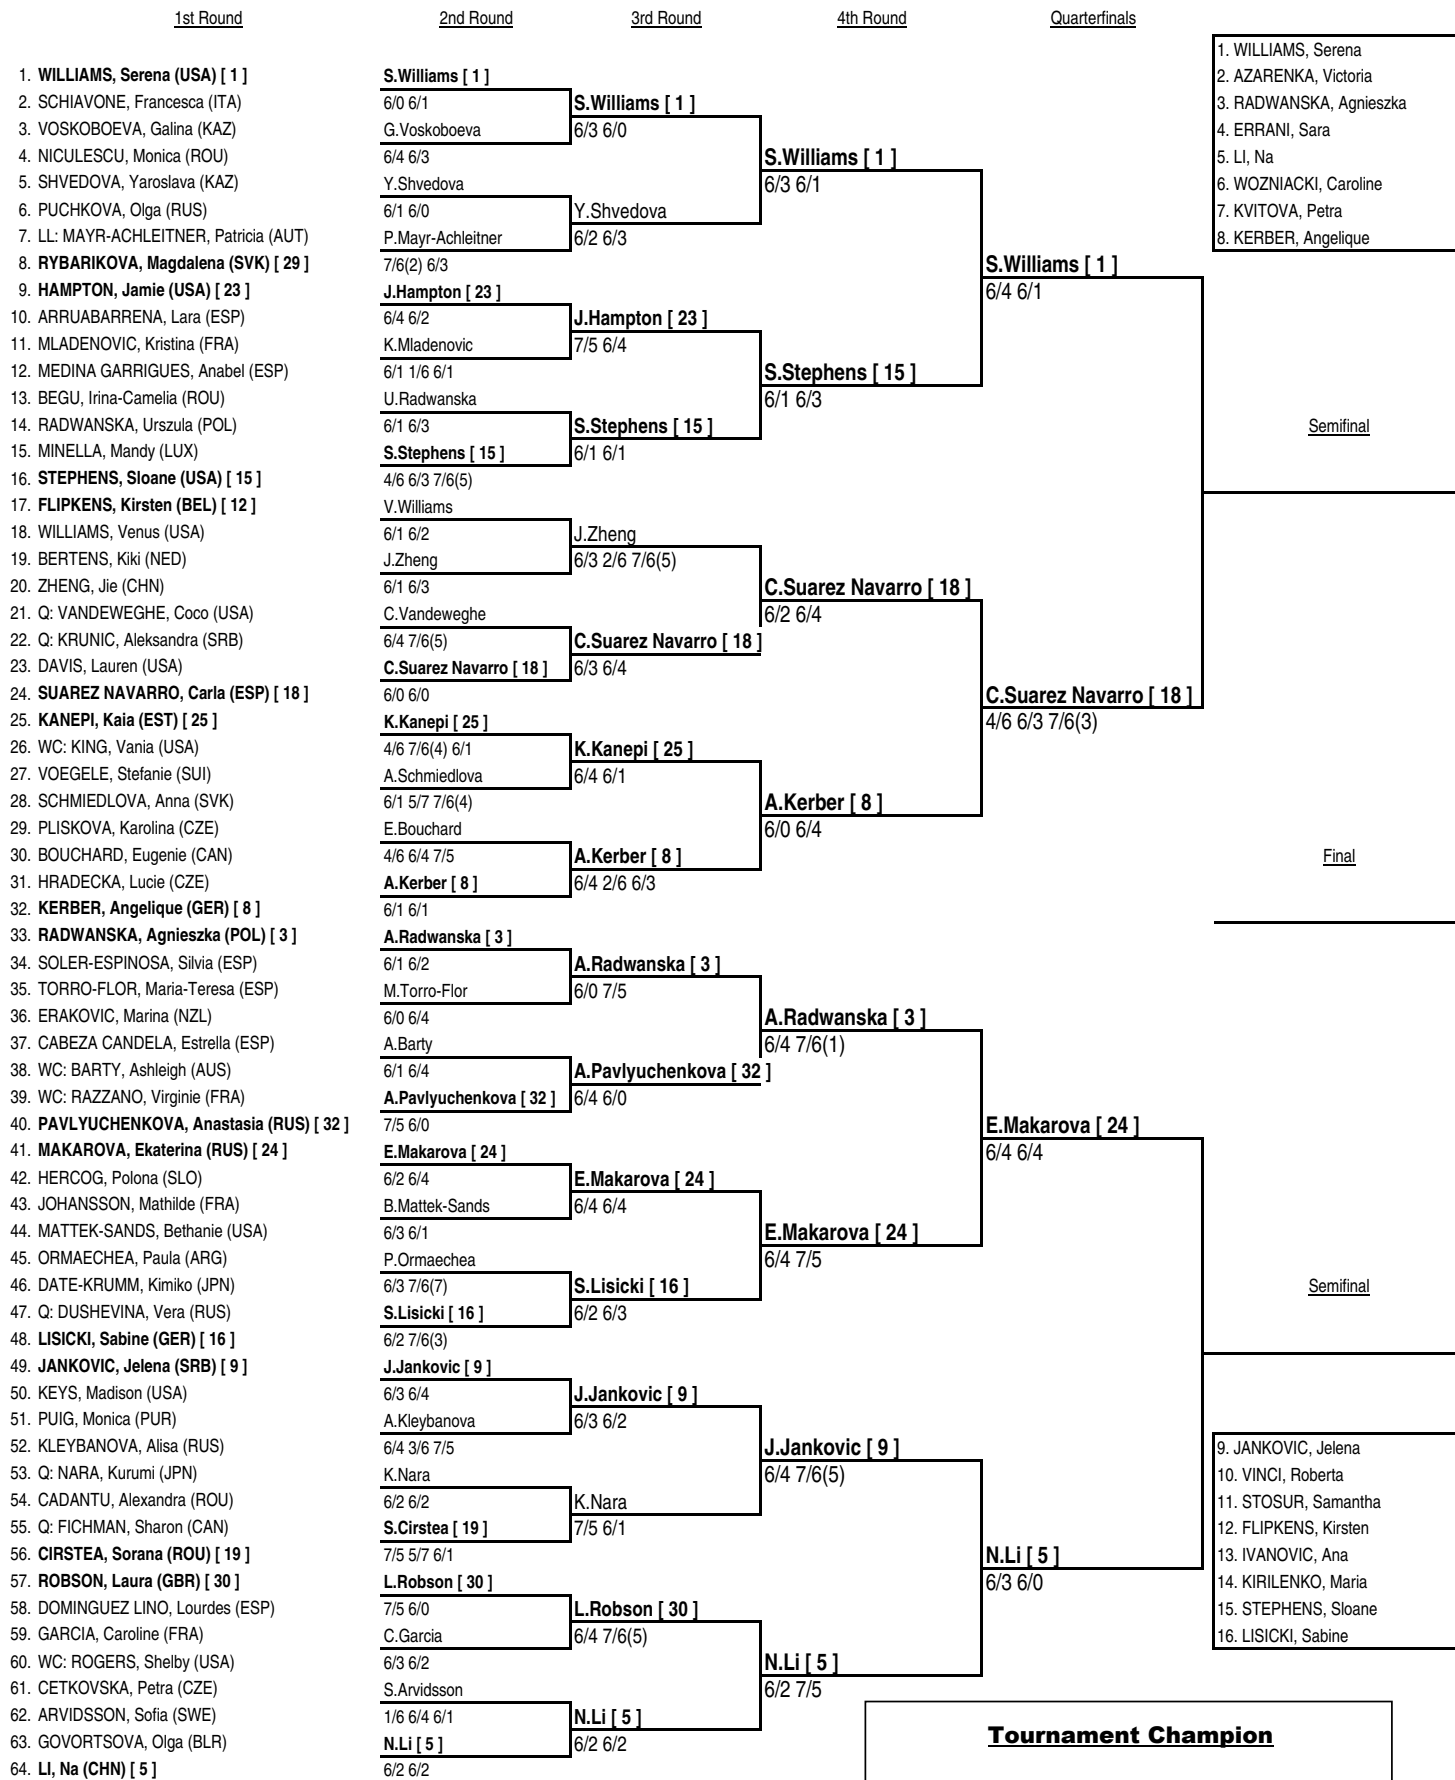 1st Round
2nd Round
3rd Round
4th Round
Quarterfinals
1. WILLIAMS, Serena (USA) [ 1 ]
2. SCHIAVONE, Francesca (ITA)
3. VOSKOBOEVA, Galina (KAZ)
4. NICULESCU, Monica (ROU)
5. SHVEDOVA, Yaroslava (KAZ)
6. PUCHKOVA, Olga (RUS)
7. LL: MAYR-ACHLEITNER, Patricia (AUT)
8. RYBARIKOVA, Magdalena (SVK) [ 29 ]
9. HAMPTON, Jamie (USA) [ 23 ]
10. ARRUABARRENA, Lara (ESP)
11. MLADENOVIC, Kristina (FRA)
12. MEDINA GARRIGUES, Anabel (ESP)
13. BEGU, Irina-Camelia (ROU)
14. RADWANSKA, Urszula (POL)
15. MINELLA, Mandy (LUX)
16. STEPHENS, Sloane (USA) [ 15 ]
17. FLIPKENS, Kirsten (BEL) [ 12 ]
18. WILLIAMS, Venus (USA)
19. BERTENS, Kiki (NED)
20. ZHENG, Jie (CHN)
21. Q: VANDEWEGHE, Coco (USA)
22. Q: KRUNIC, Aleksandra (SRB)
23. DAVIS, Lauren (USA)
24. SUAREZ NAVARRO, Carla (ESP) [ 18 ]
25. KANEPI, Kaia (EST) [ 25 ]
26. WC: KING, Vania (USA)
27. VOEGELE, Stefanie (SUI)
28. SCHMIEDLOVA, Anna (SVK)
29. PLISKOVA, Karolina (CZE)
30. BOUCHARD, Eugenie (CAN)
31. HRADECKA, Lucie (CZE)
32. KERBER, Angelique (GER) [ 8 ]
33. RADWANSKA, Agnieszka (POL) [ 3 ]
34. SOLER-ESPINOSA, Silvia (ESP)
35. TORRO-FLOR, Maria-Teresa (ESP)
36. ERAKOVIC, Marina (NZL)
37. CABEZA CANDELA, Estrella (ESP)
38. WC: BARTY, Ashleigh (AUS)
39. WC: RAZZANO, Virginie (FRA)
40. PAVLYUCHENKOVA, Anastasia (RUS) [ 32 ]
41. MAKAROVA, Ekaterina (RUS) [ 24 ]
42. HERCOG, Polona (SLO)
43. JOHANSSON, Mathilde (FRA)
44. MATTEK-SANDS, Bethanie (USA)
45. ORMAECHEA, Paula (ARG)
46. DATE-KRUMM, Kimiko (JPN)
47. Q: DUSHEVINA, Vera (RUS)
48. LISICKI, Sabine (GER) [ 16 ]
49. JANKOVIC, Jelena (SRB) [ 9 ]
50. KEYS, Madison (USA)
51. PUIG, Monica (PUR)
52. KLEYBANOVA, Alisa (RUS)
53. Q: NARA, Kurumi (JPN)
54. CADANTU, Alexandra (ROU)
55. Q: FICHMAN, Sharon (CAN)
56. CIRSTEA, Sorana (ROU) [ 19 ]
57. ROBSON, Laura (GBR) [ 30 ]
58. DOMINGUEZ LINO, Lourdes (ESP)
59. GARCIA, Caroline (FRA)
60. WC: ROGERS, Shelby (USA)
61. CETKOVSKA, Petra (CZE)
62. ARVIDSSON, Sofia (SWE)
63. GOVORTSOVA, Olga (BLR)
64. LI, Na (CHN) [ 5 ]
S.Williams [ 1 ]
6/0 6/1
G.Voskoboeva
6/4 6/3
Y.Shvedova
6/1 6/0
P.Mayr-Achleitner
7/6(2) 6/3
J.Hampton [ 23 ]
6/4 6/2
K.Mladenovic
6/1 1/6 6/1
U.Radwanska
6/1 6/3
S.Stephens [ 15 ]
4/6 6/3 7/6(5)
V.Williams
6/1 6/2
J.Zheng
6/1 6/3
C.Vandeweghe
6/4 7/6(5)
C.Suarez Navarro [ 18 ]
6/0 6/0
K.Kanepi [ 25 ]
4/6 7/6(4) 6/1
A.Schmiedlova
6/1 5/7 7/6(4)
E.Bouchard
4/6 6/4 7/5
A.Kerber [ 8 ]
6/1 6/1
A.Radwanska [ 3 ]
6/1 6/2
M.Torro-Flor
6/0 6/4
A.Barty
6/1 6/4
A.Pavlyuchenkova [ 32 ]
7/5 6/0
E.Makarova [ 24 ]
6/2 6/4
B.Mattek-Sands
6/3 6/1
P.Ormaechea
6/3 7/6(7)
S.Lisicki [ 16 ]
6/2 7/6(3)
J.Jankovic [ 9 ]
6/3 6/4
A.Kleybanova
6/4 3/6 7/5
K.Nara
6/2 6/2
S.Cirstea [ 19 ]
7/5 5/7 6/1
L.Robson [ 30 ]
7/5 6/0
C.Garcia
6/3 6/2
S.Arvidsson
1/6 6/4 6/1
N.Li [ 5 ]
6/2 6/2
S.Williams [ 1 ]
6/3 6/0
Y.Shvedova
6/2 6/3
J.Hampton [ 23 ]
7/5 6/4
S.Stephens [ 15 ]
6/1 6/1
J.Zheng
6/3 2/6 7/6(5)
C.Suarez Navarro [ 18 ]
6/3 6/4
K.Kanepi [ 25 ]
6/4 6/1
A.Kerber [ 8 ]
6/4 2/6 6/3
A.Radwanska [ 3 ]
6/0 7/5
A.Pavlyuchenkova [ 32 ]
6/4 6/0
E.Makarova [ 24 ]
6/4 6/4
S.Lisicki [ 16 ]
6/2 6/3
J.Jankovic [ 9 ]
6/3 6/2
K.Nara
7/5 6/1
L.Robson [ 30 ]
6/4 7/6(5)
N.Li [ 5 ]
6/2 6/2
S.Williams [ 1 ]
6/3 6/1
S.Stephens [ 15 ]
6/1 6/3
C.Suarez Navarro [ 18 ]
6/2 6/4
A.Kerber [ 8 ]
6/0 6/4
A.Radwanska [ 3 ]
6/4 7/6(1)
E.Makarova [ 24 ]
6/4 7/5
J.Jankovic [ 9 ]
6/4 7/6(5)
N.Li [ 5 ]
6/2 7/5
S.Williams [ 1 ]
6/4 6/1
C.Suarez Navarro [ 18 ]
4/6 6/3 7/6(3)
E.Makarova [ 24 ]
6/4 6/4
N.Li [ 5 ]
6/3 6/0
1. WILLIAMS, Serena
2. AZARENKA, Victoria
3. RADWANSKA, Agnieszka
4. ERRANI, Sara
5. LI, Na
6. WOZNIACKI, Caroline
7. KVITOVA, Petra
8. KERBER, Angelique
Semifinal
Final
Semifinal
9. JANKOVIC, Jelena
10. VINCI, Roberta
11. STOSUR, Samantha
12. FLIPKENS, Kirsten
13. IVANOVIC, Ana
14. KIRILENKO, Maria
15. STEPHENS, Sloane
16. LISICKI, Sabine
Tournament Champion